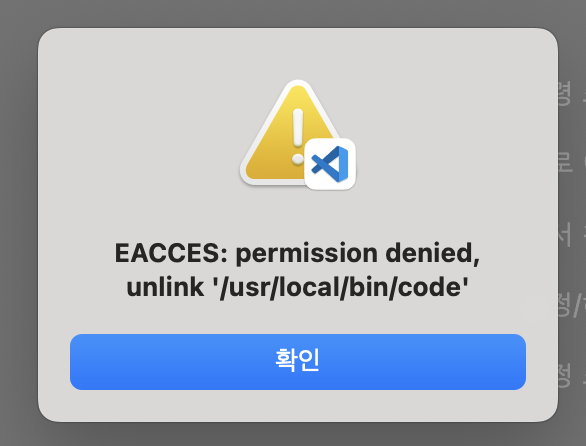 EACCES: permission denied,
unlink '/usr/local/bin/code'
확인